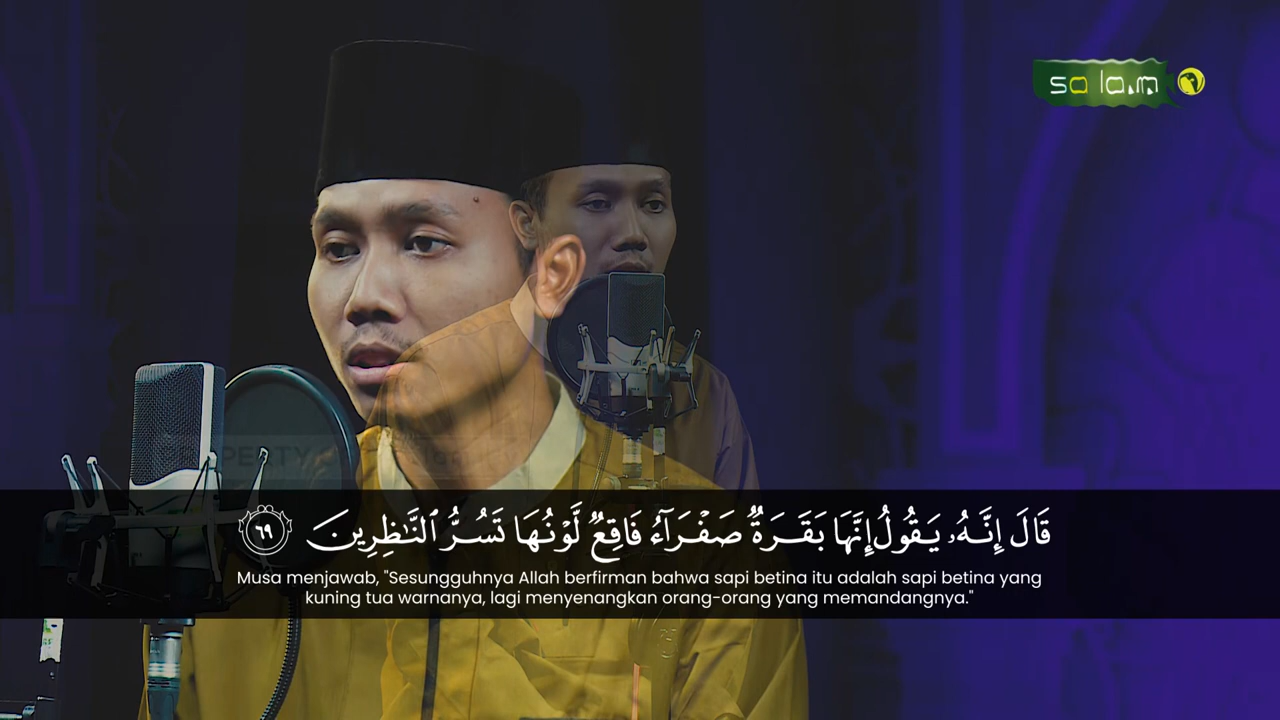 salam
قَالَ إِنَّهُۥ يَقُولُ إِنَّهَا بَقَرَةٌ صَفْرَآءُ فَاقِعٌ لَّوْنُهَا تَسُرُّ ٱلنَّٰظِرِينَ ٦٩
Musa menjawab, "Sesungguhnya Allah berfirman bahwa sapi betina itu adalah sapi betina yang
kuning tua warnanya, lagi menyenangkan orang-orang yang memandangnya."